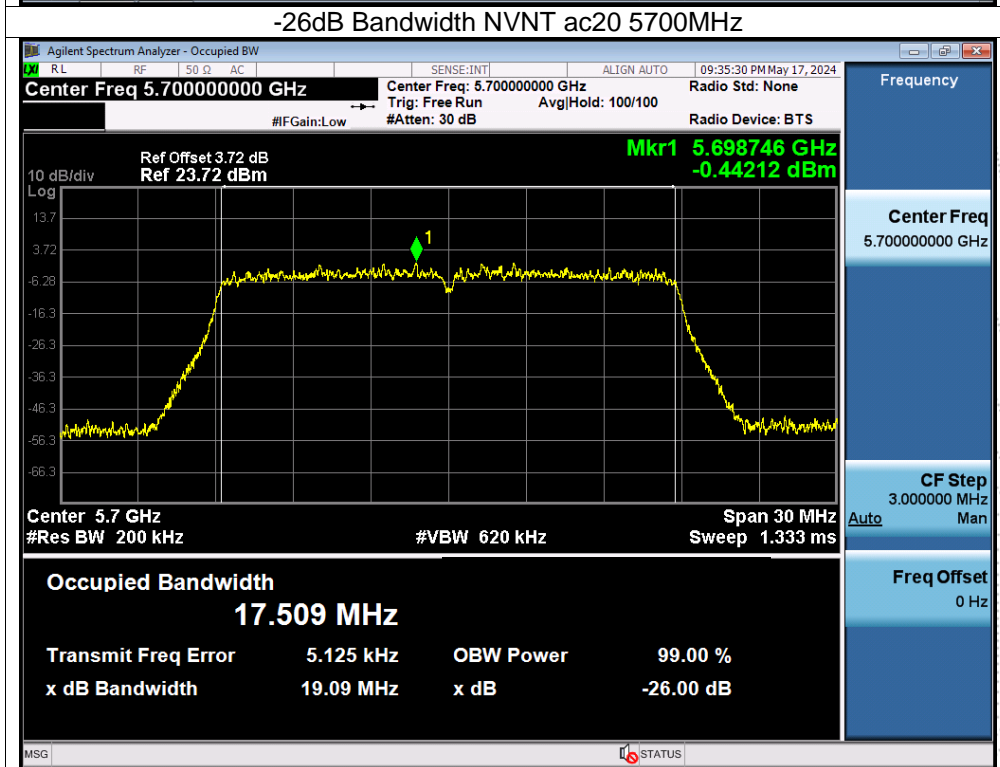 -26dB Bandwidth NVNT ac20 5700MHz
Agilent Spectrum Analyzer - Occupied BW
LXI RL RF 50 Ω AC SENSE:INT ALIGN AUTO 09:35:30 PM May 17, 2024
Center Freq 5.700000000 GHz
Center Freq: 5.700000000 GHz
Radio Std: None
Trig: Free Run Avg|Hold: 100/100
#IFGain:Low
#Atten: 30 dB
Radio Device: BTS
Frequency
Mkr1 5.698746 GHz
-0.44212 dBm
Ref Offset 3.72 dB
10 dB/div Ref 23.72 dBm
Log
13.7
3.72
-6.28
-16.3
-26.3
-36.3
-46.3
-56.3
-66.3
1
Center 5.7 GHz
Span 30 MHz
#Res BW 200 kHz
#VBW 620 kHz
Sweep 1.333 ms
Occupied Bandwidth
17.509 MHz
Transmit Freq Error 5.125 kHz OBW Power 99.00 %
x dB Bandwidth 19.09 MHz x dB -26.00 dB
Center Freq
5.700000000 GHz
CF Step
3.000000 MHz
Auto Man
Freq Offset
0 Hz
MSG
STATUS